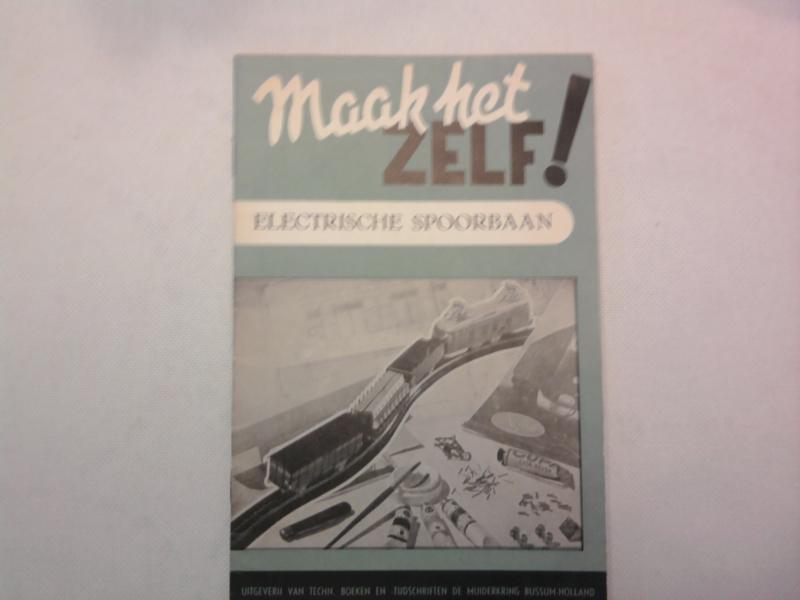 Maak het
ZELF!
ELECTRISCHE SPOORBAAN
UITGEVERIJ VAN TECHN. BOEKEN EN TIJDSCHRIFTEN DE MUIDERKRING BUSSUM-HOLLAND